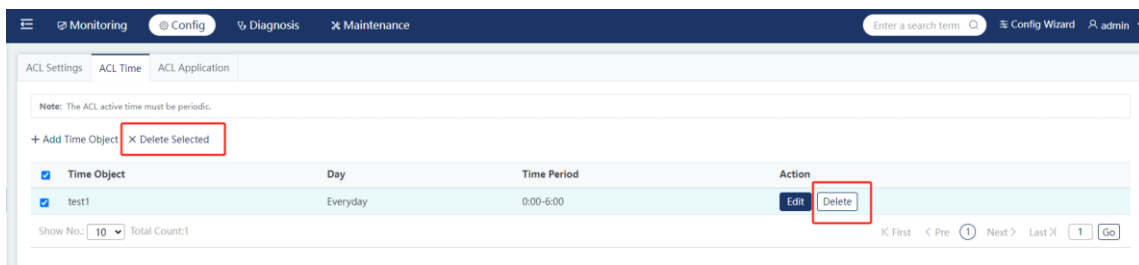 Monitoring Config Diagnosis Maintenance Enter a search term Config Wizard admin
ACL Settings ACL Time ACL Application
Note: The ACL active time must be periodic.
+ Add Time Object × Delete Selected
Time Object Day Time Period Action
test1 Everyday 0:00-6:00 Edit Delete
Show No.: 10 Total Count:1 First Pre 1 Next Last 1 Go